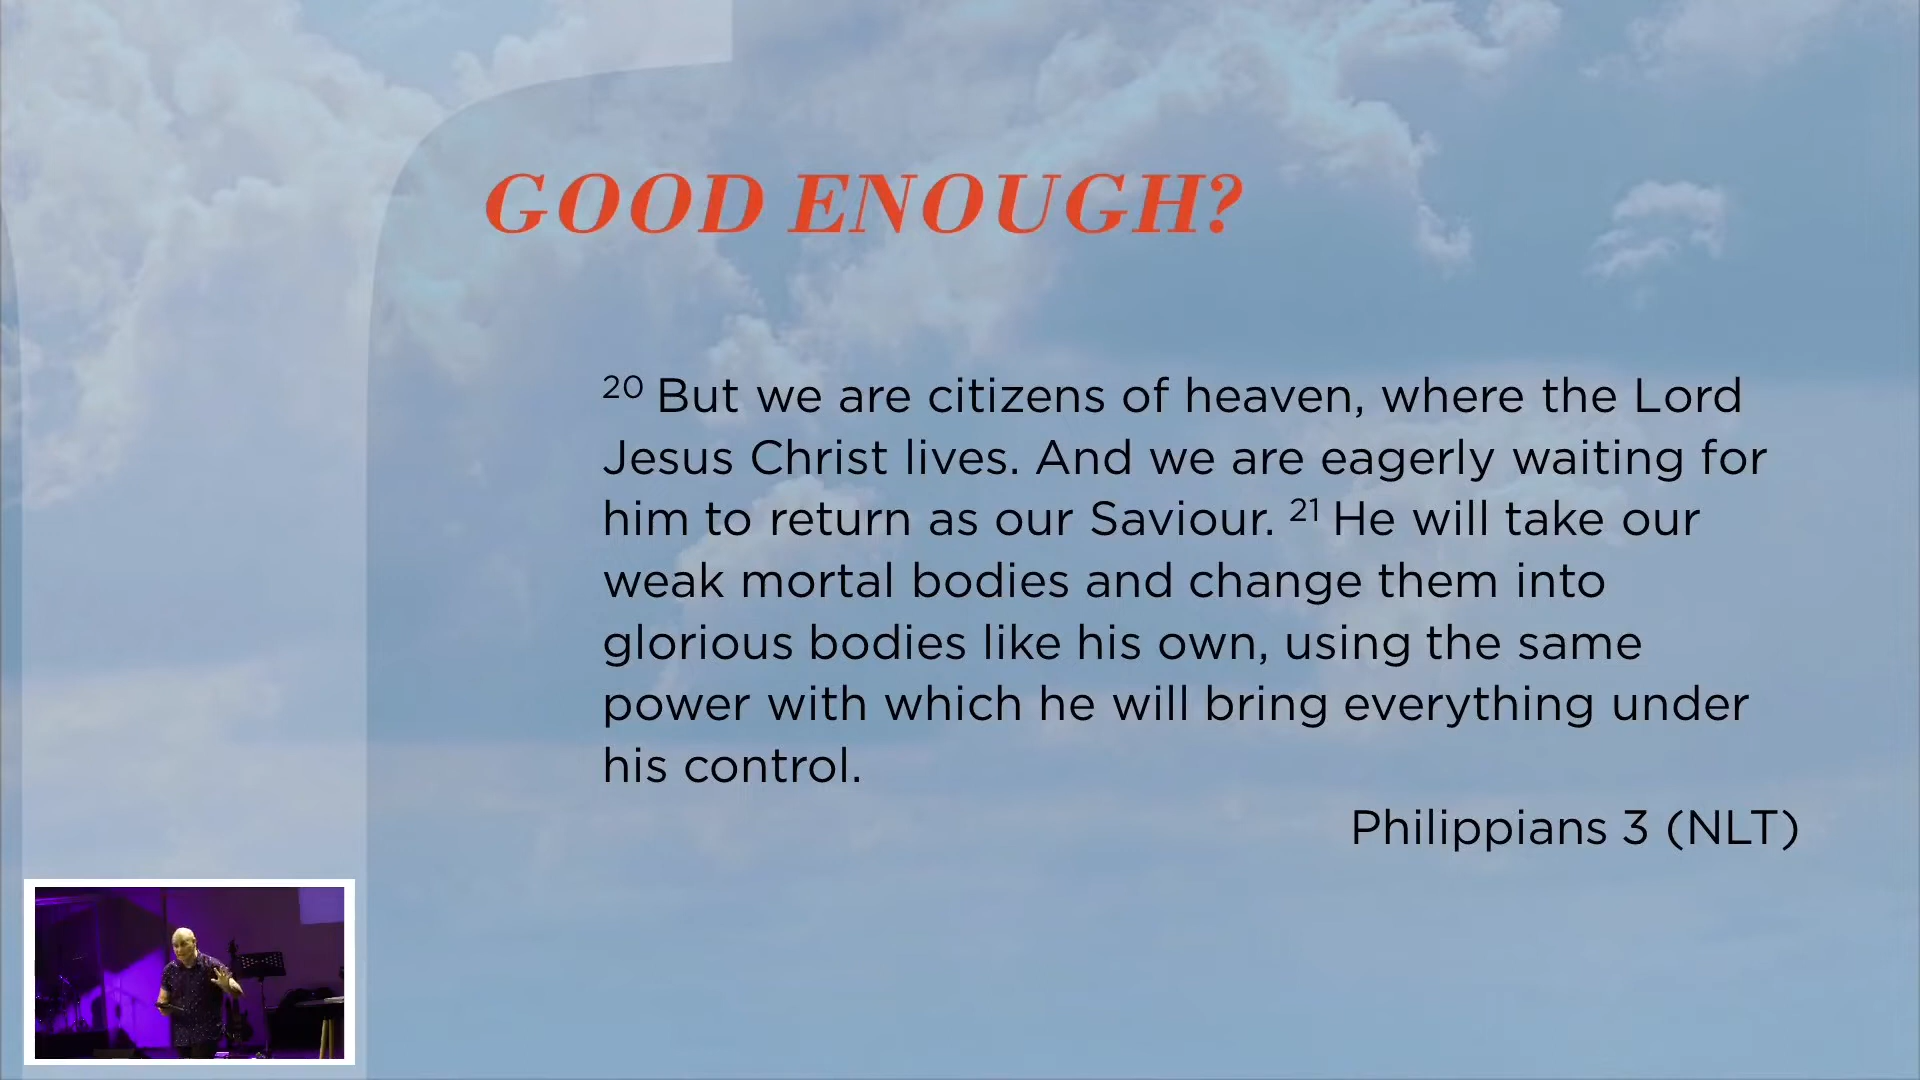 GOOD ENOUGH?
20 But we are citizens of heaven, where the Lord
Jesus Christ lives. And we are eagerly waiting for
him to return as our Saviour. 21 He will take our
weak mortal bodies and change them into
glorious bodies like his own, using the same
power with which he will bring everything under
his control.
Philippians 3 (NLT)